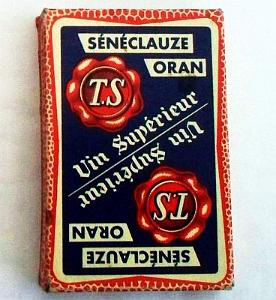 SÉNÉCLAUZE
ORAN
T.S
Vin Supérieur
Vin Supérieur
T.S
ORAN
SÉNÉCLAUZE